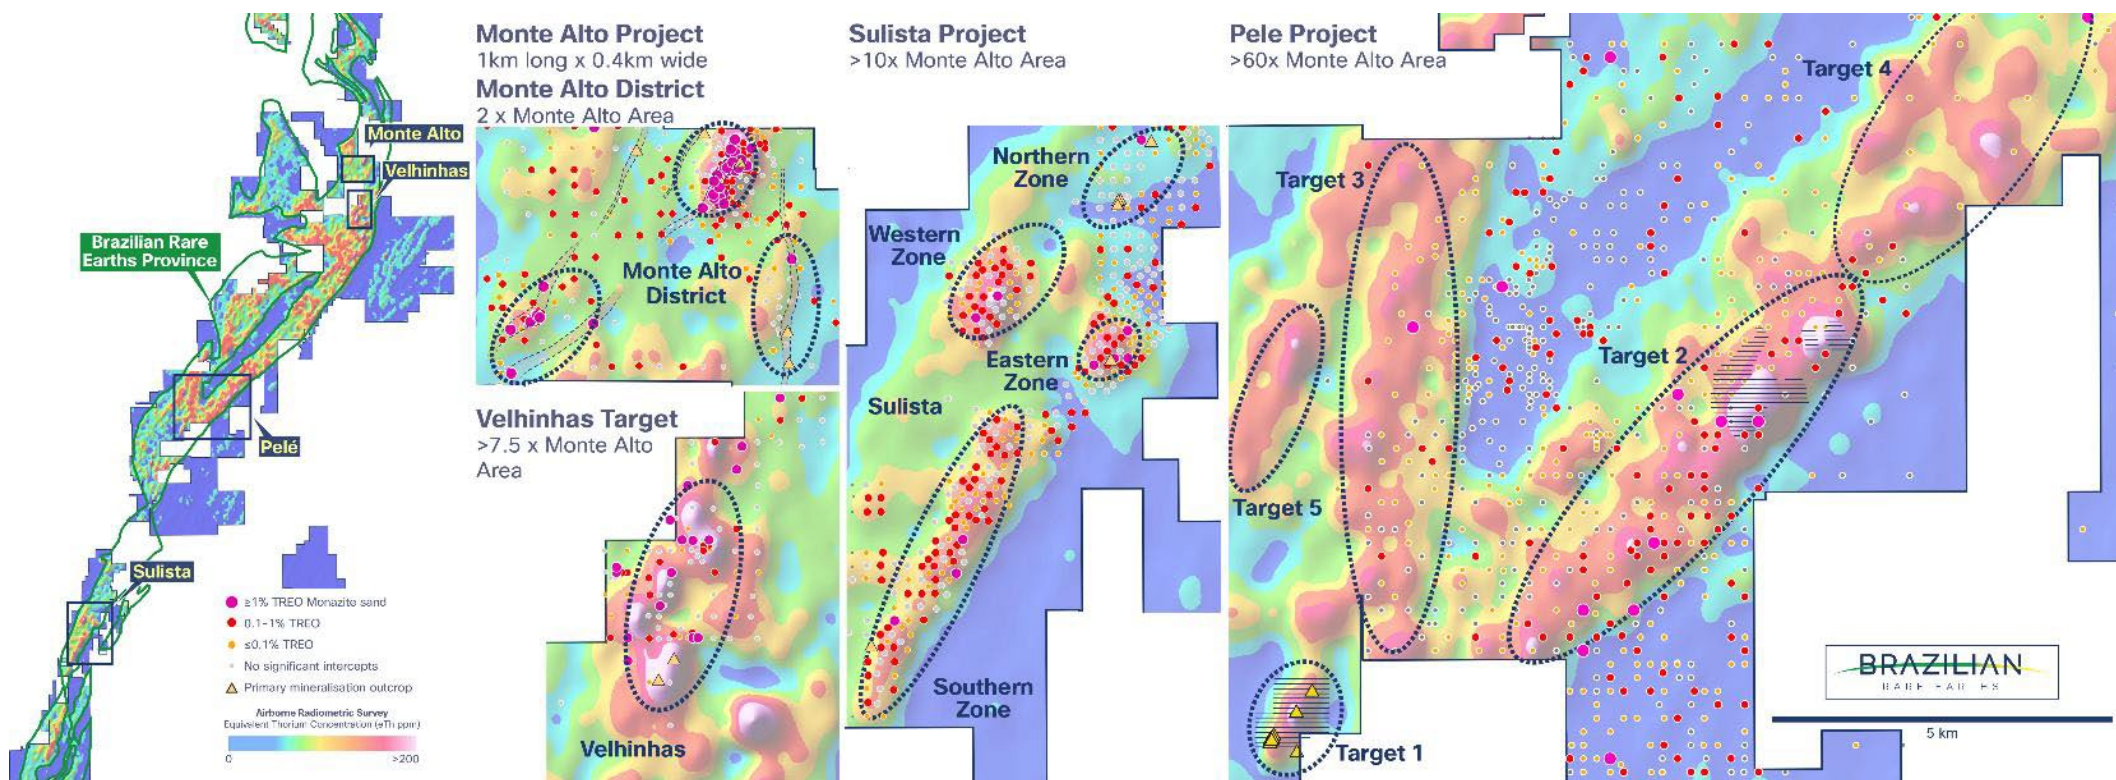 Monte Alto
Velhinhas
Brazilian Rare
Earths Province
Pelé
Sulista
≥1% TREO Monazite sand
0.1-1% TREO
≤0.1% TREO
No significant intercepts
Primary mineralisation outcrop
Airborne Radiometric Survey
Equivalent Thorium Concentration (eTh ppm)
0
>200
Monte Alto Project
1km long x 0.4km wide
Monte Alto District
2 x Monte Alto Area
Monte Alto
District
Velhinhas Target
>7.5 x Monte Alto
Area
Velhinhas
Sulista Project
>10x Monte Alto Area
Northern
Zone
Western
Zone
Eastern
Zone
Sulista
Southern
Zone
Pele Project
>60x Monte Alto Area
Target 4
Target 3
Target 2
Target 5
Target 1
BRAZILIAN
RARE EARTHS
5 km